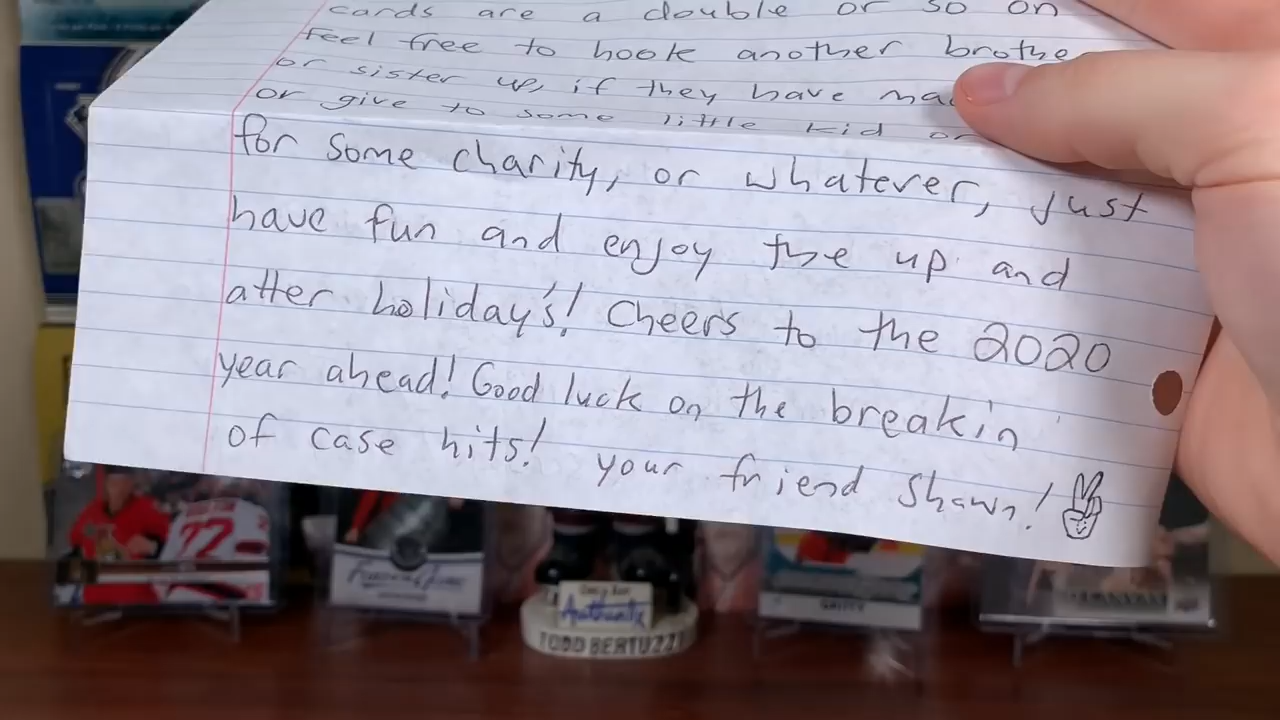 cards are a double or so on
Feel free to hook another brothe
or sister up, if they have
or give to some little kid or
for some charity, or whatever, just
have fun and enjoy the up and
atter holiday's! Cheers to the 2020
year ahead! Good luck on the breakin
of case hits! your friend Shawn!
77
Authentic
TODD BERTUZZI